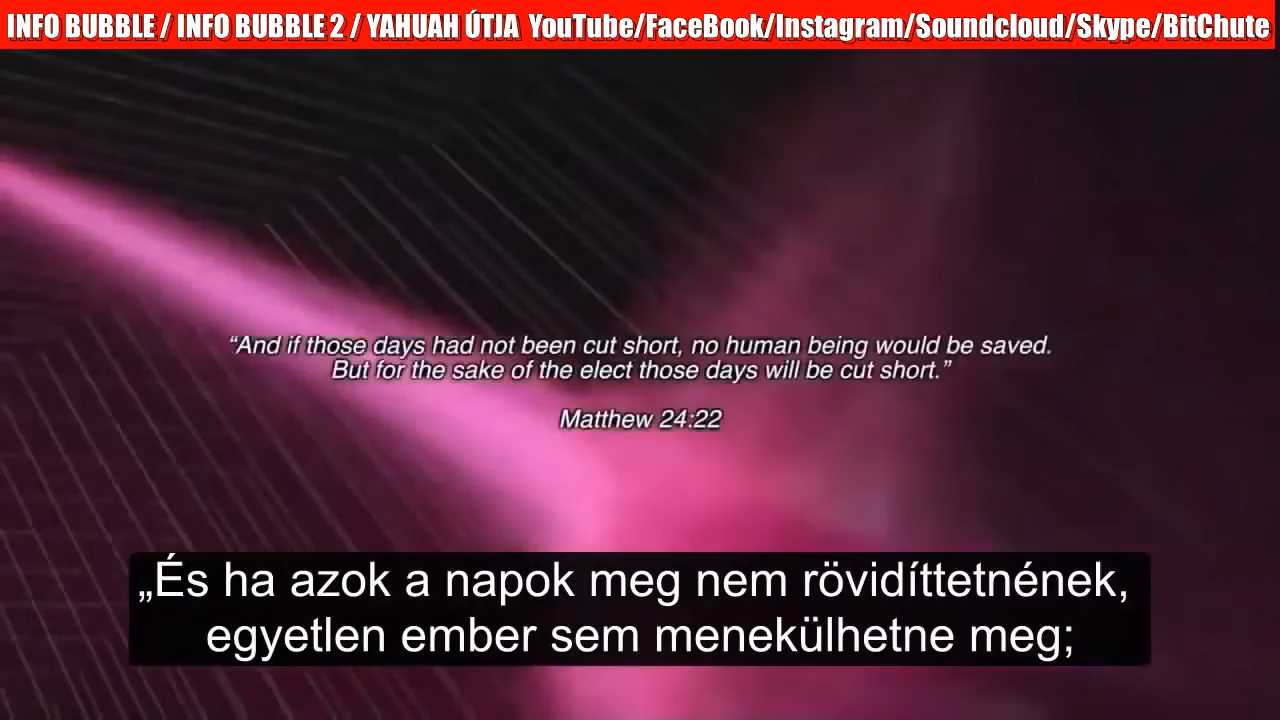 INFO BUBBLE / INFO BUBBLE 2 / YAHUAH ÚTJA YouTube/FaceBook/Instagram/Soundcloud/Skype/BitChute
“And if those days had not been cut short, no human being would be saved.
But for the sake of the elect those days will be cut short.”
Matthew 24:22
„És ha azok a napok meg nem rövidíttetnének,
egyetlen ember sem menekülhetne meg;